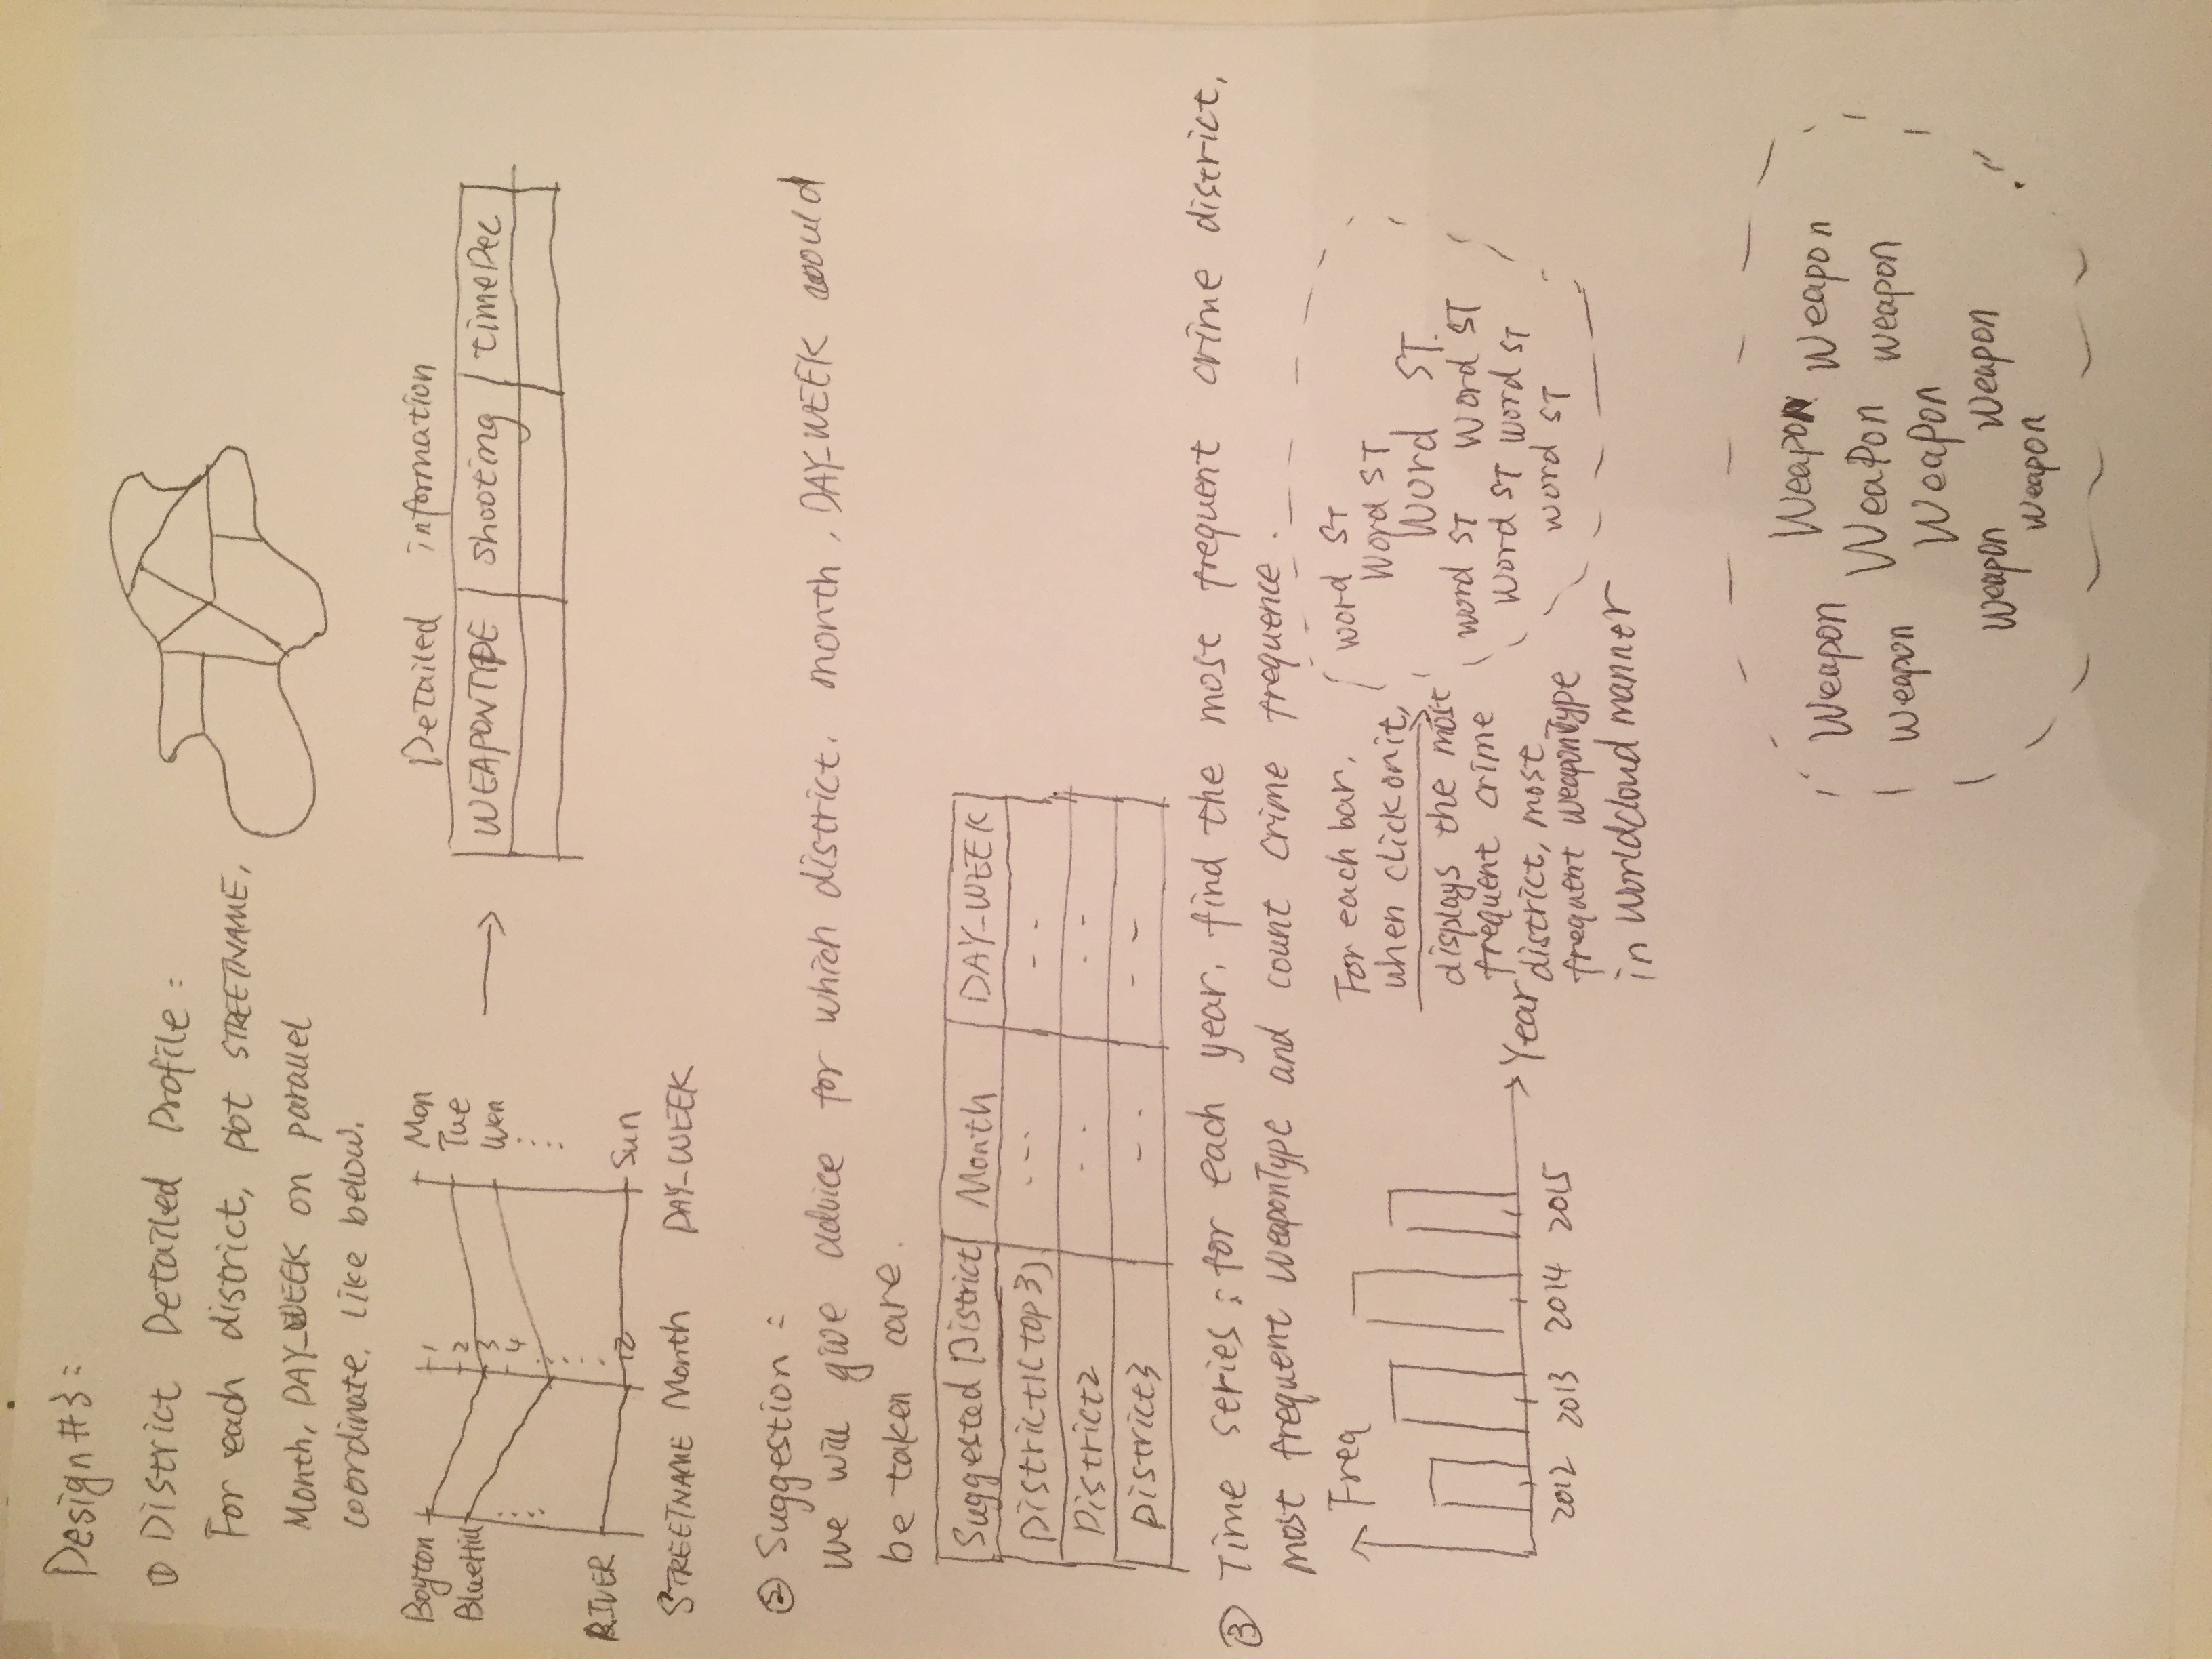 Design #3:
① District Detailed Profile:
For each district, plot STREETNAME,
Month, DAY_WEEK on parallel
coordinate. like below.
Boyton
BlueHill
RIVER
1
2
3
4
12
Mon
Tue
Wen
Sun
STREETNAME Month DAY_WEEK
Detailed information
WEAPONTYPE shooting timeDec
② Suggestion:
we will give advice for which district, month, DAY_WEEK would
be taken care.
Suggested District Month DAY_WEEK
District1(top3) --- --
District2 -- --
District3 -- --
③ Time series: for each year, find the most frequent crime district,
most frequent WeaponType and count crime frequence.
Freq
2012 2013 2014 2015
Year
For each bar,
when click on it,
displays the most
frequent crime
district, most
frequent WeaponType
in Worldcloud manner
word ST
Word ST
Word ST.
word ST Word ST
Word ST Word ST
word ST
Weapon Weapon Weapon
Weapon WeaPon weapon
WeaPon
Weapon Weapon
Weapon